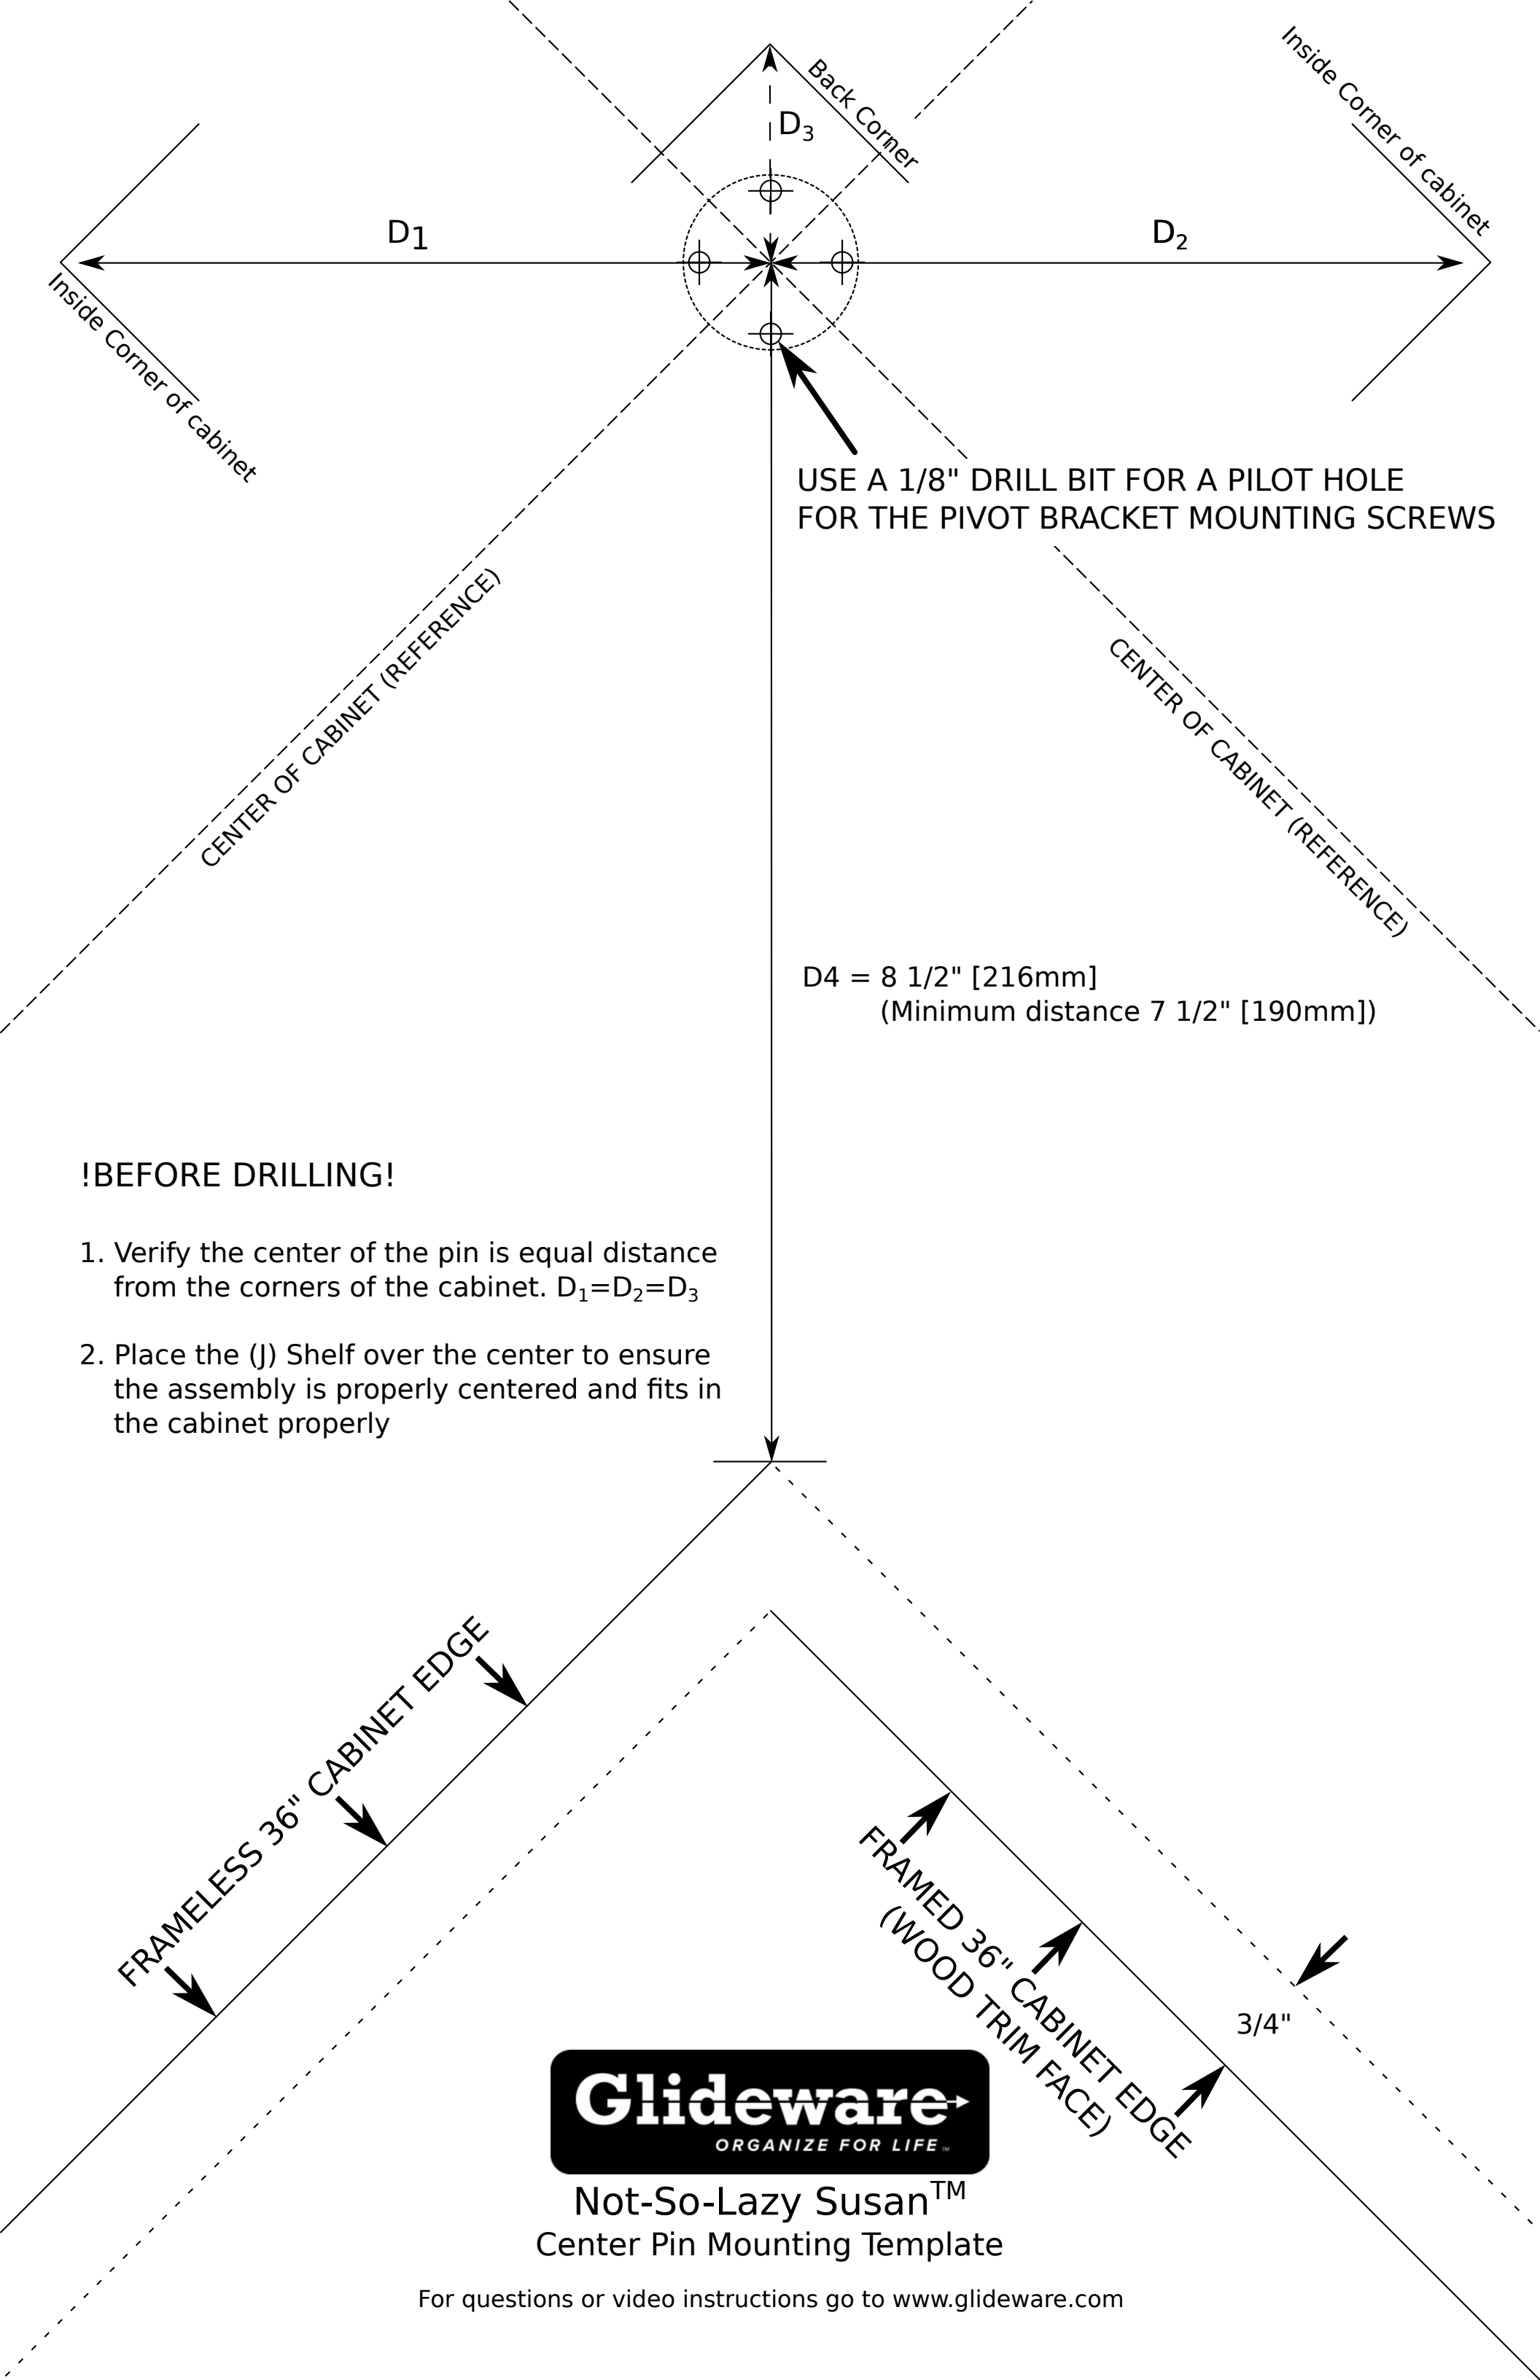 Inside Corner of cabinet
Back Corner
D3
D1
D2
Inside Corner of cabinet
USE A 1/8" DRILL BIT FOR A PILOT HOLE
FOR THE PIVOT BRACKET MOUNTING SCREWS
CENTER OF CABINET (REFERENCE)
CENTER OF CABINET (REFERENCE)
D4 = 8 1/2" [216mm]
(Minimum distance 7 1/2" [190mm])
!BEFORE DRILLING!
1. Verify the center of the pin is equal distance
from the corners of the cabinet. D1=D2=D3
2. Place the (J) Shelf over the center to ensure
the assembly is properly centered and fits in
the cabinet properly
FRAMELESS 36" CABINET EDGE
FRAMED 36" CABINET EDGE
(WOOD TRIM FACE)
3/4"
Glideware
ORGANIZE FOR LIFE™
Not-So-Lazy Susan™
Center Pin Mounting Template
For questions or video instructions go to www.glideware.com